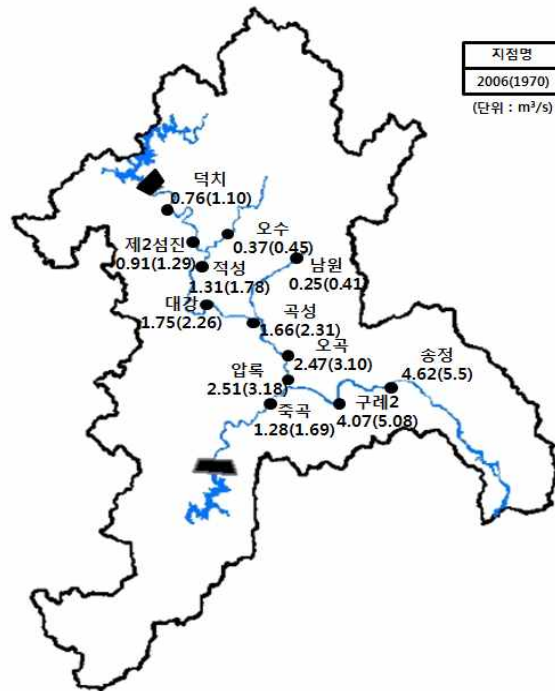 지점명
2006(1970)
(단위 : m³/s)
덕치
0.76(1.10)
오수
0.37(0.45)
제2섬진
0.91(1.29)
적성
1.31(1.78)
남원
0.25(0.41)
대강
1.75(2.26)
곡성
1.66(2.31)
오곡
2.47(3.10)
송정
4.62(5.5)
압록
2.51(3.18)
구례2
4.07(5.08)
죽곡
1.28(1.69)